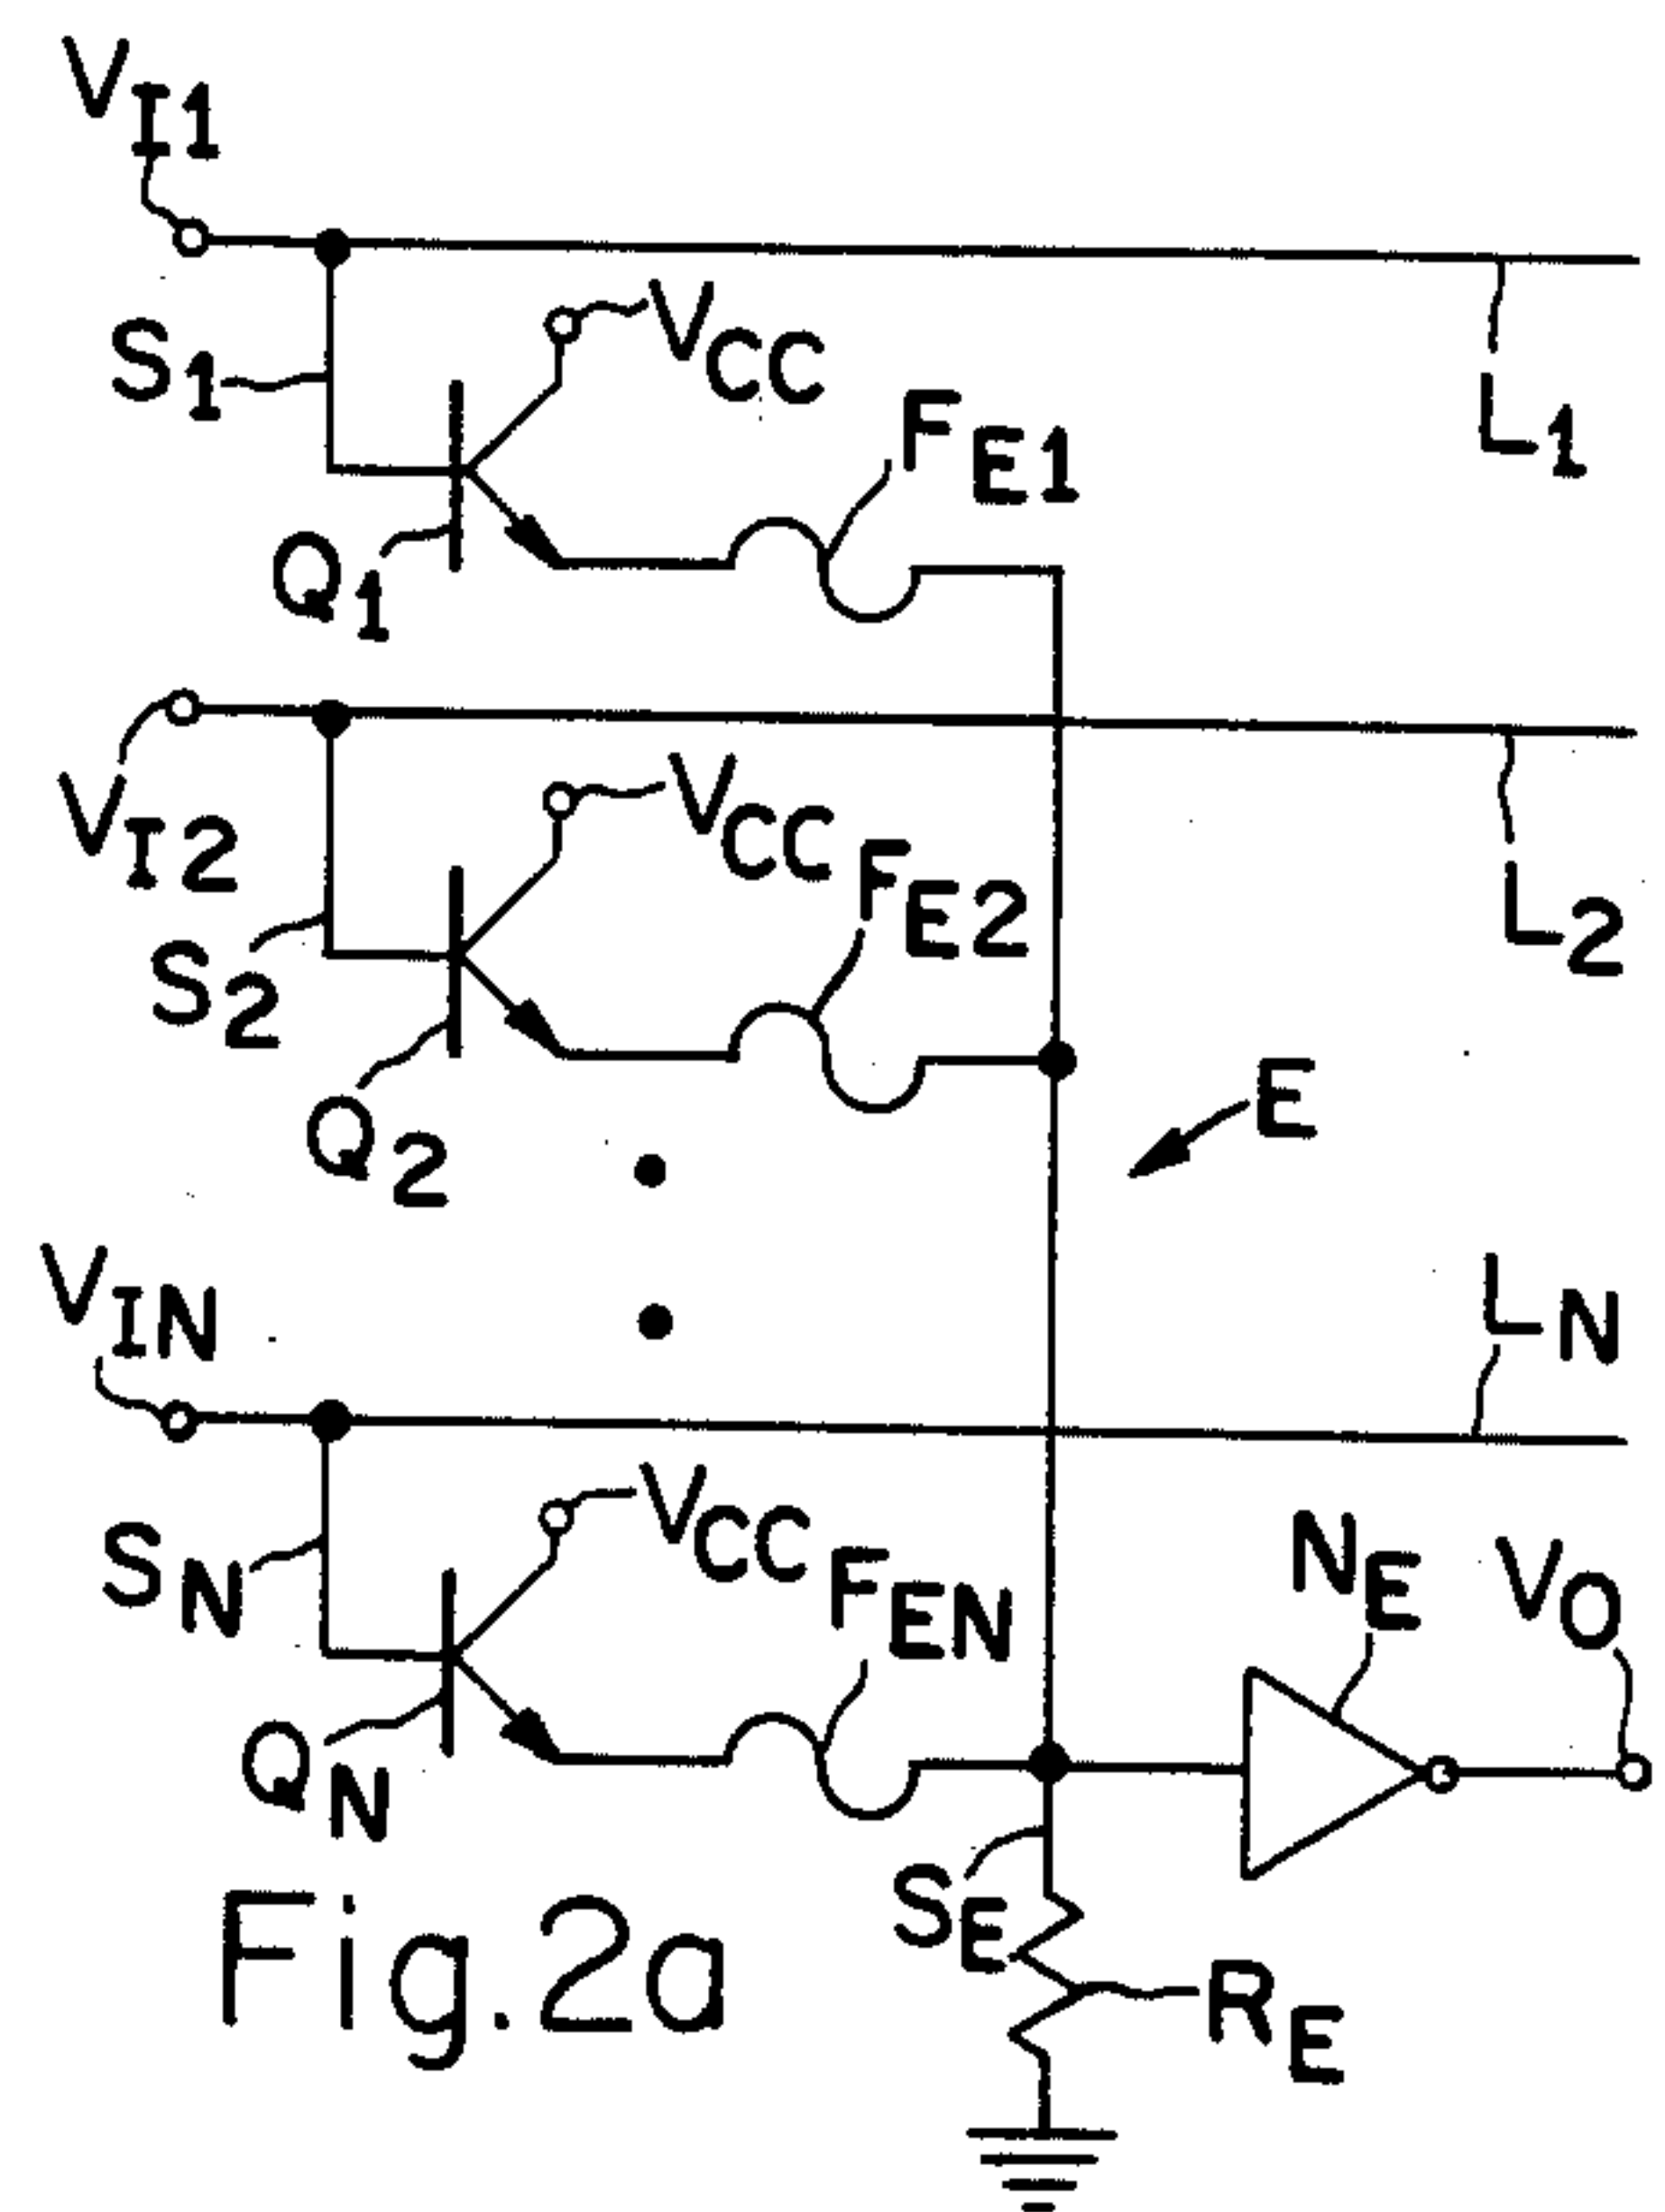 VI1
VCC
S1
FE1
L1
Q1
VI2
VCC
FE2
L2
S2
E
Q2
VIN
LN
VCC
FEN
NE
VO
SN
QN
SE
RE
Fig.2a